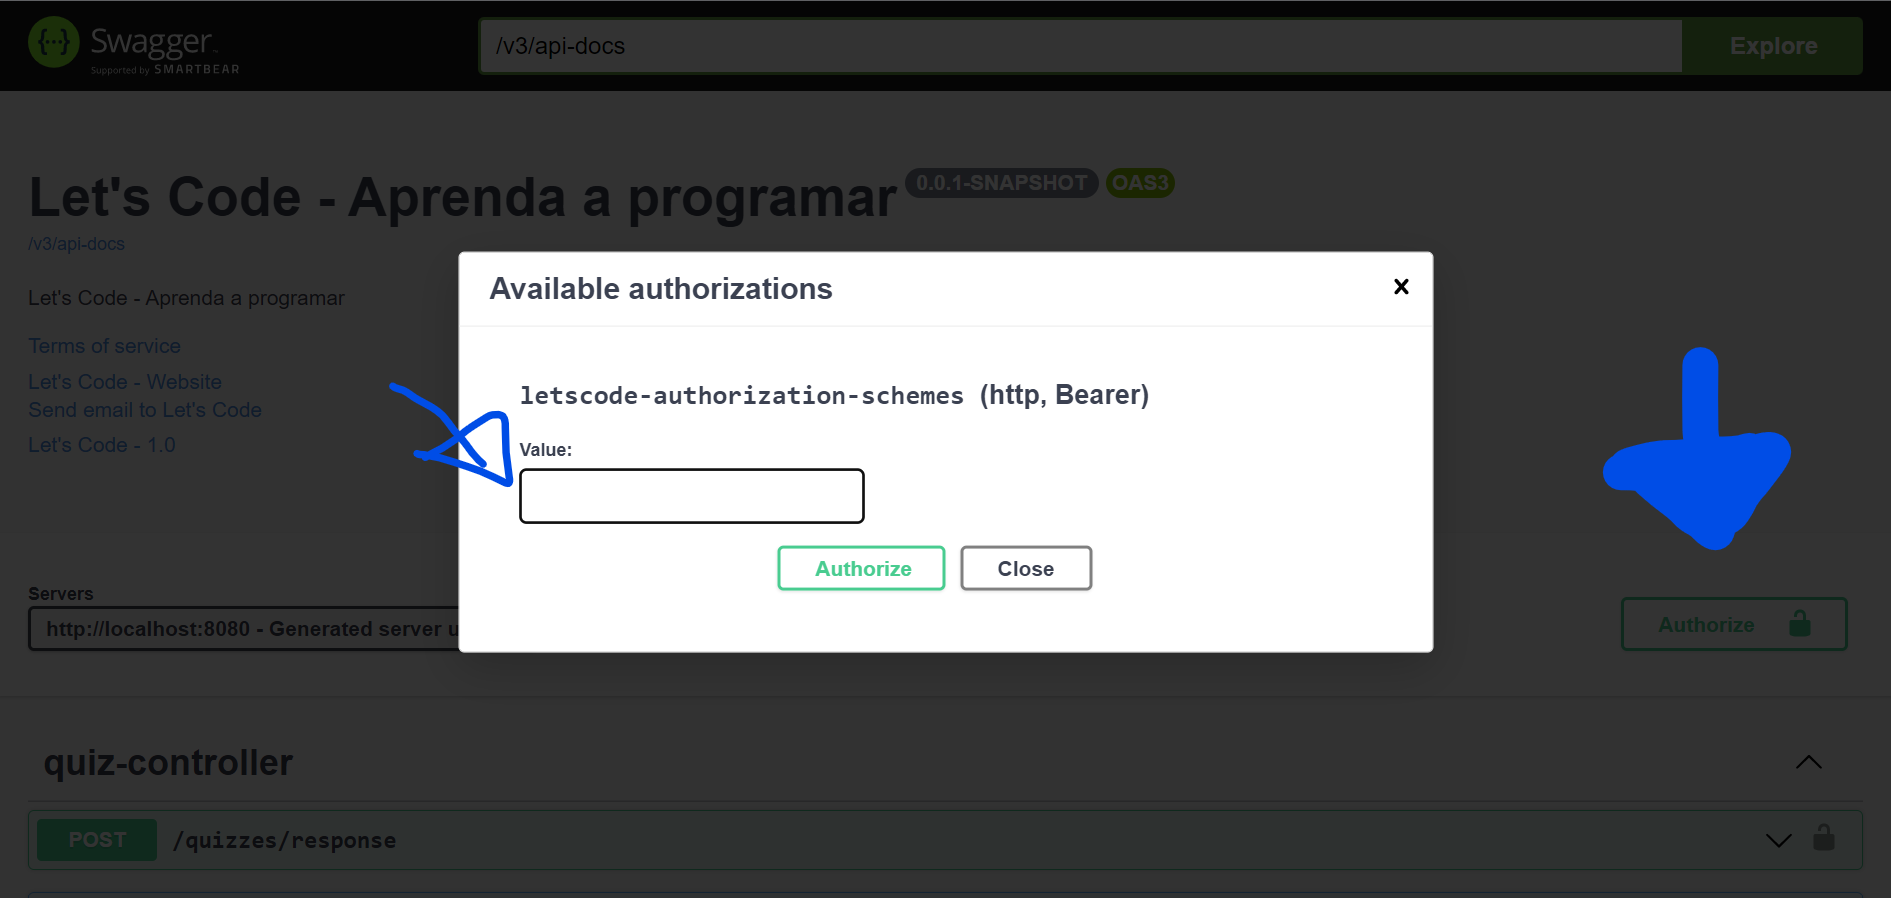 Swagger™
Supported by SMARTBEAR
/v3/api-docs
Explore
Let's Code - Aprenda a programar 0.0.1-SNAPSHOT OAS3
/v3/api-docs
Let's Code - Aprenda a programar
Terms of service
Let's Code - Website
Send email to Let's Code
Let's Code - 1.0
Available authorizations
×
letscode-authorization-schemes (http, Bearer)
Value:
Authorize
Close
Servers
http://localhost:8080 - Generated server u
Authorize
quiz-controller
POST /quizzes/response